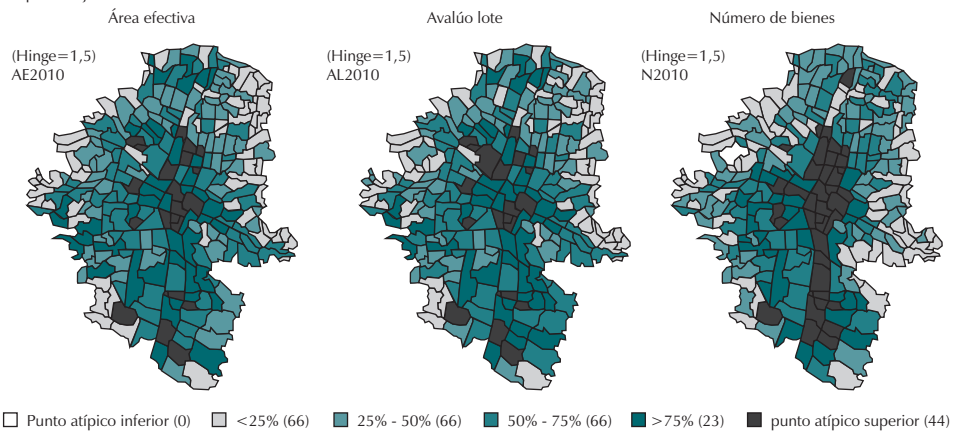 Área efectiva
Avalúo lote
Número de bienes
(Hinge=1,5)
AE2010
(Hinge=1,5)
AL2010
(Hinge=1,5)
N2010
Punto atípico inferior (0)
<25% (66)
25% - 50% (66)
50% - 75% (66)
>75% (23)
punto atípico superior (44)